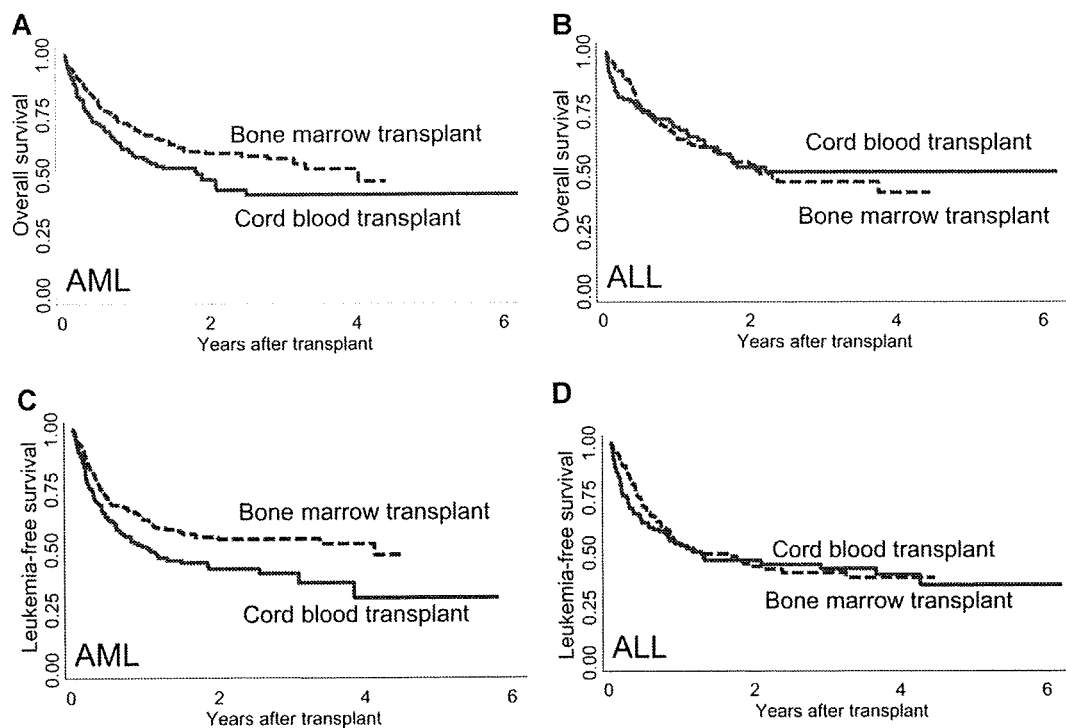 A
Overall survival
1.00
0.75
0.50
0.25
0.00
Bone marrow transplant
Cord blood transplant
AML
0 2 4 6
Years after transplant
B
Overall survival
1.00
0.75
0.50
0.25
0.00
Cord blood transplant
Bone marrow transplant
ALL
0 2 4 6
Years after transplant
C
Leukemia-free survival
1.00
0.75
0.50
0.25
0.00
Bone marrow transplant
Cord blood transplant
AML
0 2 4 6
Years after transplant
D
Leukemia-free survival
1.00
0.75
0.50
0.25
0.00
Cord blood transplant
Bone marrow transplant
ALL
0 2 4 6
Years after transplant